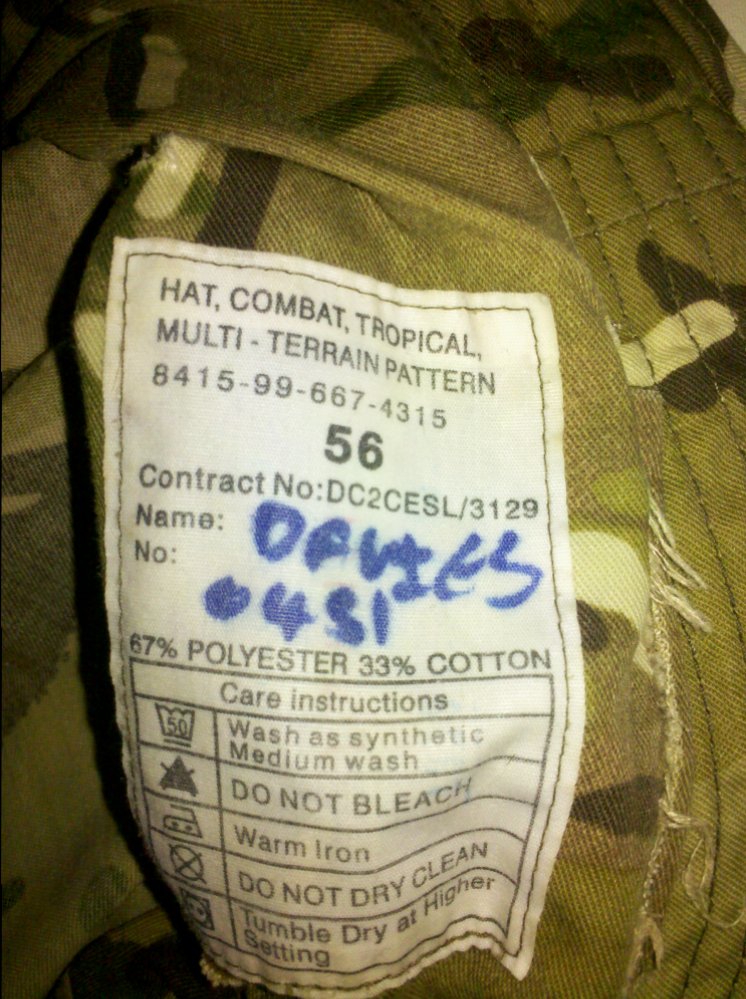 HAT, COMBAT, TROPICAL,
MULTI - TERRAIN PATTERN
8415-99-667-4315
56
Contract No:DC2CESL/3129
Name: DAVIES
No: 0481
67% POLYESTER 33% COTTON
Care instructions
50
Wash as synthetic
Medium wash
DO NOT BLEACH
Warm Iron
DO NOT DRY CLEAN
Tumble Dry at Higher
Setting